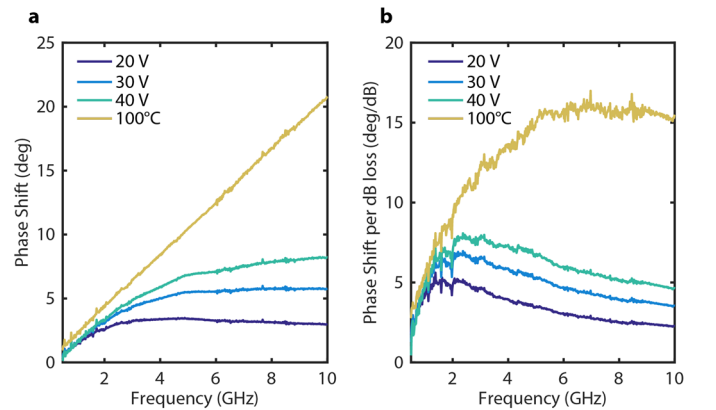 a
25
20
15
10
5
0
Phase Shift (deg)
20 V
30 V
40 V
100°C
2
4
6
8
10
Frequency (GHz)
b
20
15
10
5
0
Phase Shift per dB loss (deg/dB)
20 V
30 V
40 V
100°C
2
4
6
8
10
Frequency (GHz)